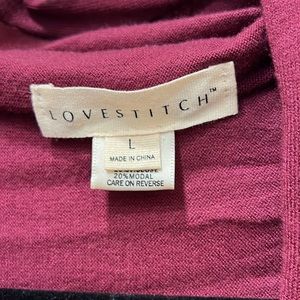 LOVESTITCH™
L
MADE IN CHINA
20% MODAL
CARE ON REVERSE